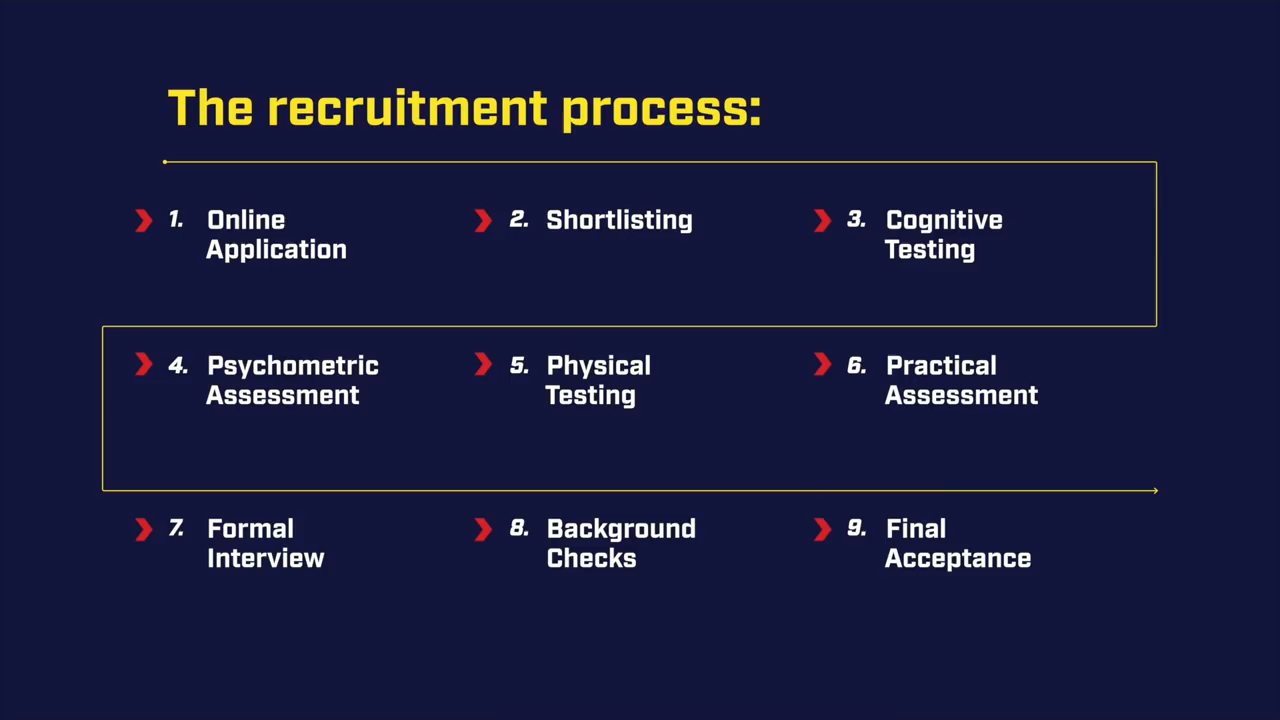 The recruitment process:
1. Online
Application
2. Shortlisting
3. Cognitive
Testing
4. Psychometric
Assessment
5. Physical
Testing
6. Practical
Assessment
7. Formal
Interview
8. Background
Checks
9. Final
Acceptance